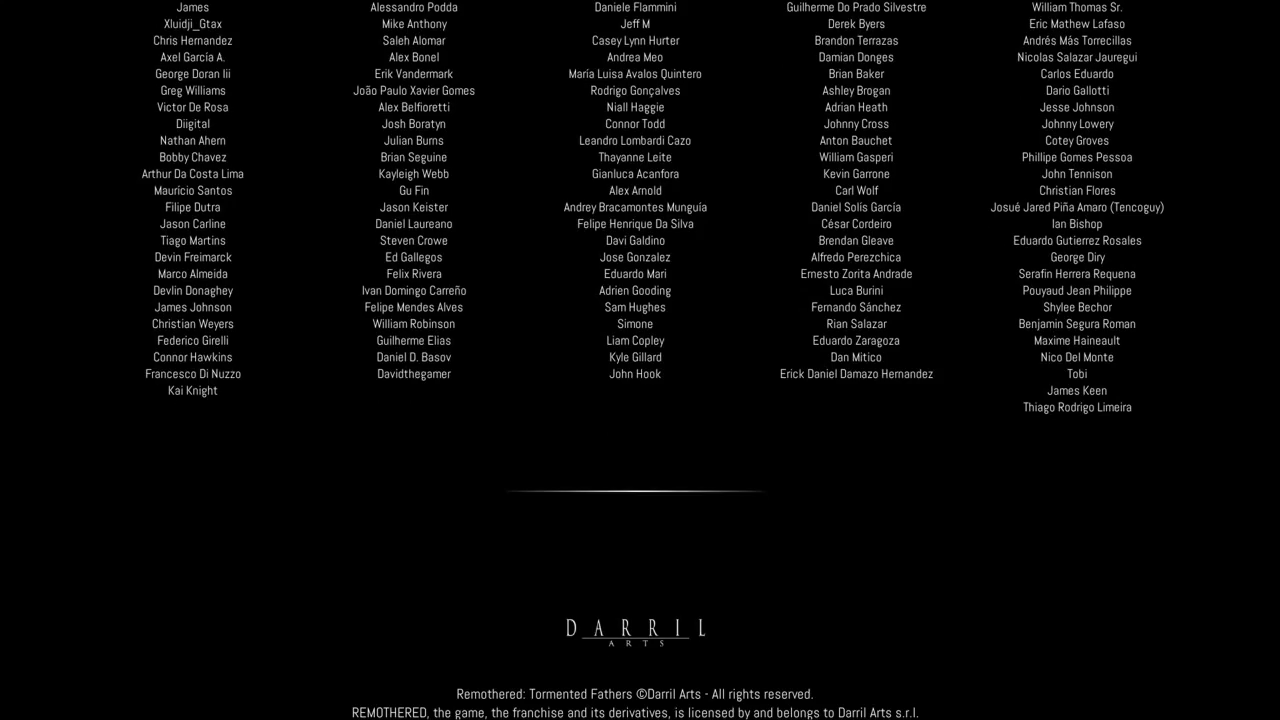 James
Xluidji_Gtax
Chris Hernandez
Axel García A.
George Doran Iii
Greg Williams
Victor De Rosa
Diigital
Nathan Ahern
Bobby Chavez
Arthur Da Costa Lima
Maurício Santos
Filipe Dutra
Jason Carline
Tiago Martins
Devin Freimarck
Marco Almeida
Devlin Donaghey
James Johnson
Christian Weyers
Federico Girelli
Connor Hawkins
Francesco Di Nuzzo
Kai Knight
Alessandro Podda
Mike Anthony
Saleh Alomar
Alex Bonel
Erik Vandermark
João Paulo Xavier Gomes
Alex Belfioretti
Josh Boratyn
Julian Burns
Brian Seguine
Kayleigh Webb
Gu Fin
Jason Keister
Daniel Laureano
Steven Crowe
Ed Gallegos
Felix Rivera
Ivan Domingo Carreño
Felipe Mendes Alves
William Robinson
Guilherme Elias
Daniel D. Basov
Davidthegamer
Daniele Flammini
Jeff M
Casey Lynn Hurter
Andrea Meo
María Luisa Avalos Quintero
Rodrigo Gonçalves
Niall Haggie
Connor Todd
Leandro Lombardi Cazo
Thayanne Leite
Gianluca Acanfora
Alex Arnold
Andrey Bracamontes Munguía
Felipe Henrique Da Silva
Davi Galdino
Jose Gonzalez
Eduardo Mari
Adrien Gooding
Sam Hughes
Simone
Liam Copley
Kyle Gillard
John Hook
Guilherme Do Prado Silvestre
Derek Byers
Brandon Terrazas
Damian Donges
Brian Baker
Ashley Brogan
Adrian Heath
Johnny Cross
Anton Bauchet
William Gasperi
Kevin Garrone
Carl Wolf
Daniel Solís García
César Cordeiro
Brendan Gleave
Alfredo Perezchica
Ernesto Zorita Andrade
Luca Burini
Fernando Sánchez
Rian Salazar
Eduardo Zaragoza
Dan Mitico
Erick Daniel Damazo Hernandez
William Thomas Sr.
Eric Mathew Lafaso
Andrés Más Torrecillas
Nicolas Salazar Jauregui
Carlos Eduardo
Dario Gallotti
Jesse Johnson
Johnny Lowery
Cotey Groves
Phillipe Gomes Pessoa
John Tennison
Christian Flores
Josué Jared Piña Amaro (Tencoguy)
Ian Bishop
Eduardo Gutierrez Rosales
George Diry
Serafin Herrera Requena
Pouyaud Jean Philippe
Shylee Bechor
Benjamin Segura Roman
Maxime Haineault
Nico Del Monte
Tobi
James Keen
Thiago Rodrigo Limeira
DARRIL
ARTS
Remothered: Tormented Fathers ©Darril Arts - All rights reserved.
REMOTHERED, the game, the franchise and its derivatives, is licensed by and belongs to Darril Arts s.r.l.